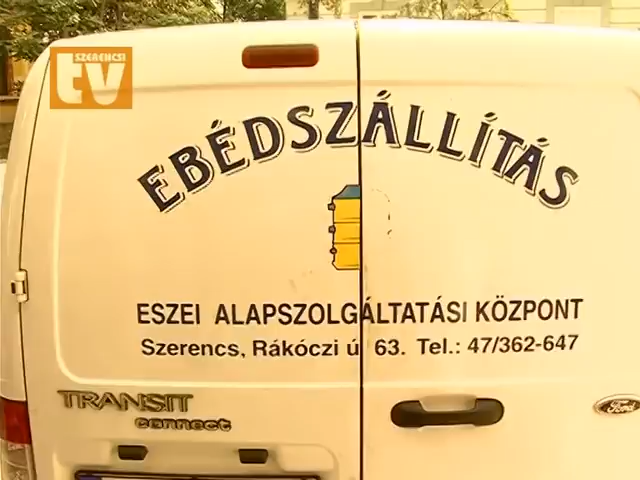 SZERENCSI
tv
EBÉDSZÁLLÍTÁS
ESZEI ALAPSZOLGÁLTATÁSI KÖZPONT
Szerencs, Rákóczi ú 63. Tel.: 47/362-647
TRANSIT
connect
Ford